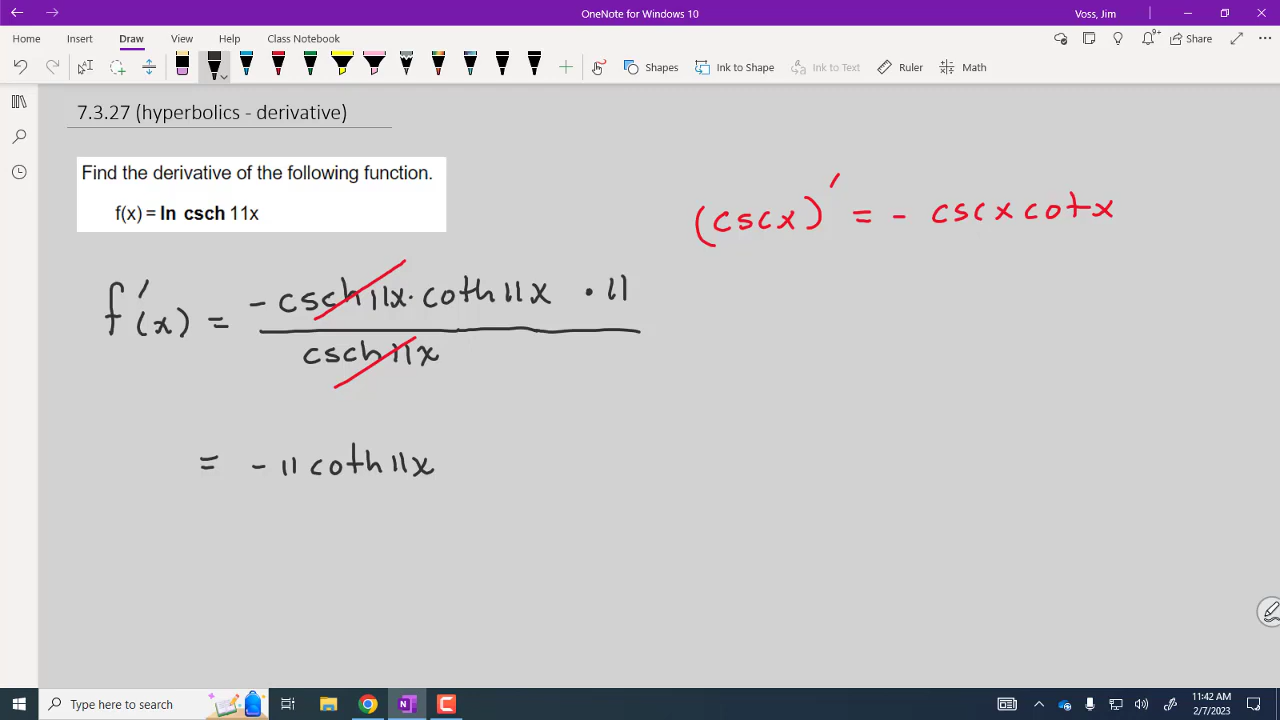 OneNote for Windows 10
Voss, Jim
Home Insert Draw View Help Class Notebook
Share
Shapes Ink to Shape Ink to Text Ruler Math
7.3.27 (hyperbolics - derivative)
Find the derivative of the following function.
f(x) = ln csch 11x
(cscx)' = - cscx cotx
f'(x) = - csch 11x · coth 11x · 11
csch 11x
= - 11 coth 11x
Type here to search
11:42 AM
2/7/2023